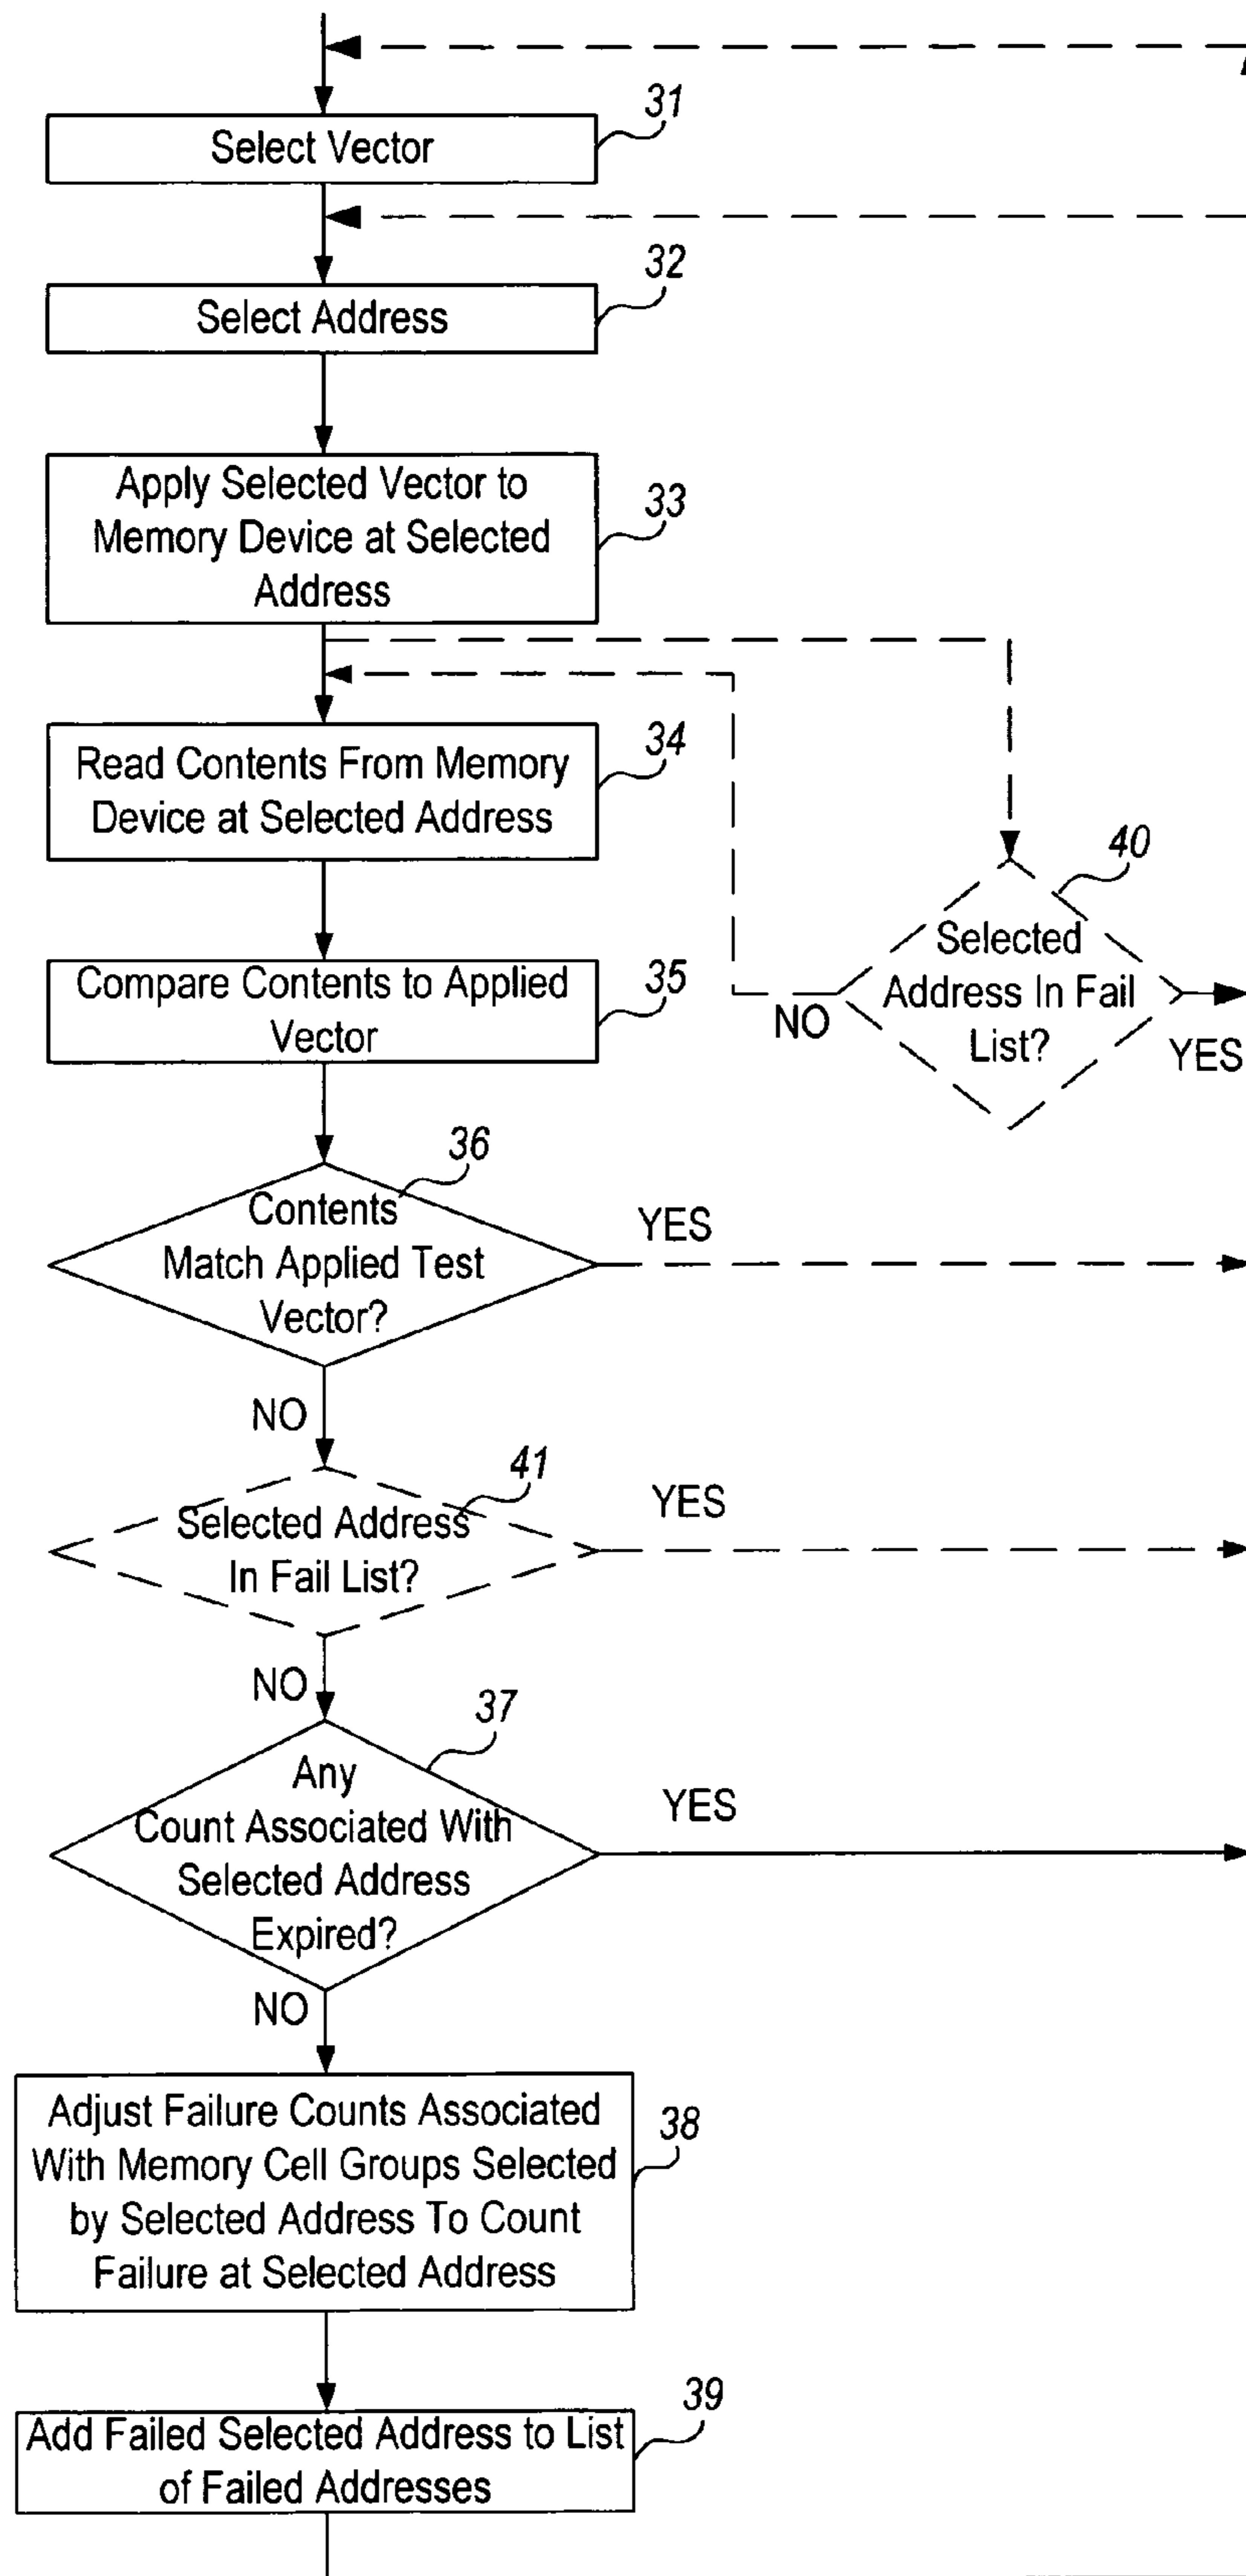 31
Select Vector
32
Select Address
Apply Selected Vector to
Memory Device at Selected
Address
33
Read Contents From Memory
Device at Selected Address
34
40
Selected
Address In Fail
List?
NO
YES
Compare Contents to Applied
Vector
35
36
Contents
Match Applied Test
Vector?
YES
NO
41
Selected Address
In Fail List?
YES
NO
37
Any
Count Associated With
Selected Address
Expired?
YES
NO
Adjust Failure Counts Associated
With Memory Cell Groups Selected
by Selected Address To Count
Failure at Selected Address
38
39
Add Failed Selected Address to List
of Failed Addresses